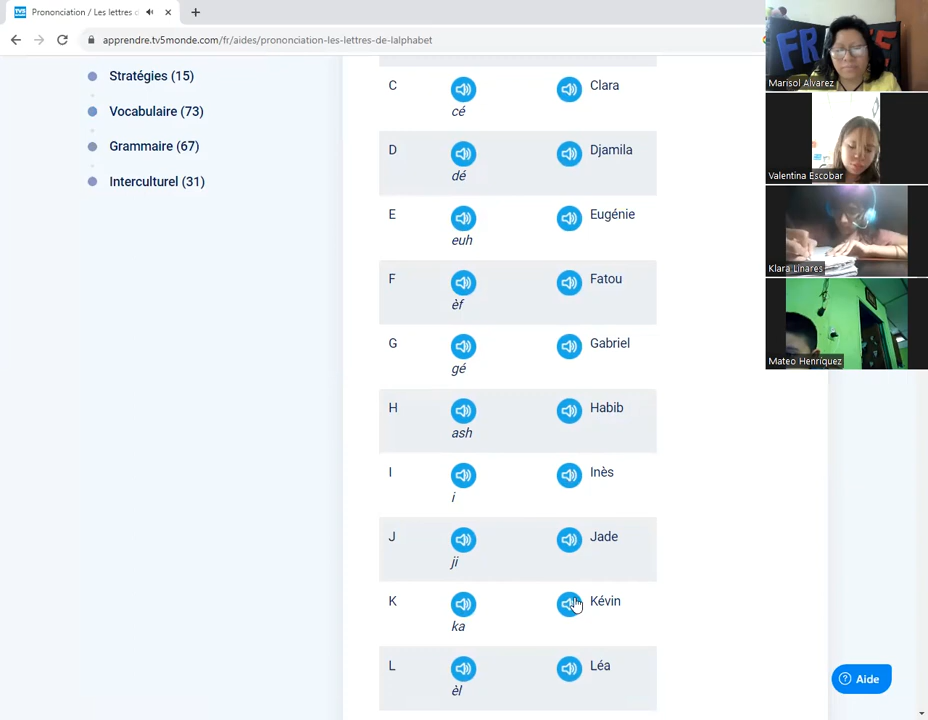 Prononciation / Les lettres d
apprendre.tv5monde.com/fr/aides/prononciation-les-lettres-de-lalphabet
Stratégies (15)
Vocabulaire (73)
Grammaire (67)
Interculturel (31)
C Clara
cé
D Djamila
dé
E Eugénie
euh
F Fatou
èf
G Gabriel
gé
H Habib
ash
I Inès
i
J Jade
ji
K Kévin
ka
L Léa
èl
Aide
Marisol Alvarez
Valentina Escobar
Klara Linares
Mateo Henriquez